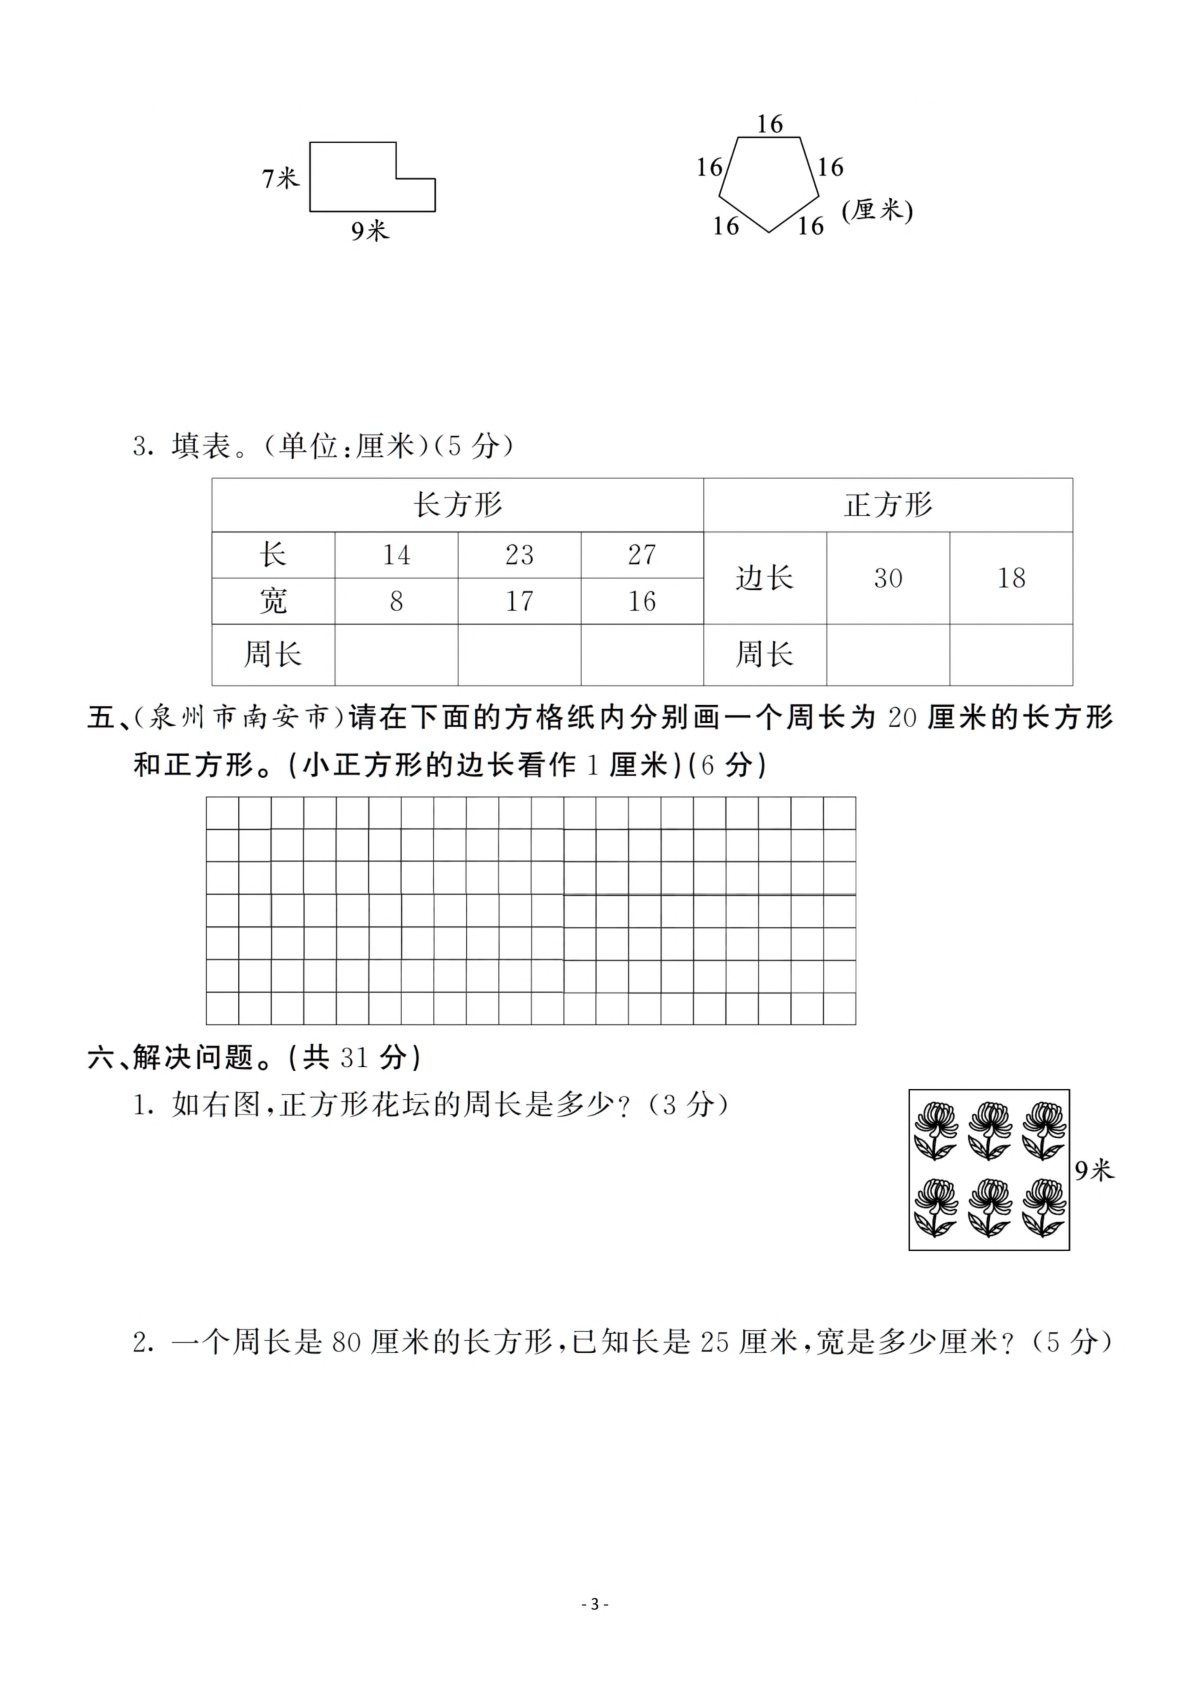 7米
9米
16
16
16
16
16
(厘米)
3. 填表。(单位:厘米)(5 分)
长方形 正方形
长 14 23 27 边长 30 18
宽 8 17 16
周长 周长
五、(泉州市南安市)请在下面的方格纸内分别画一个周长为 20 厘米的长方形
和正方形。(小正方形的边长看作 1 厘米)(6 分)
六、解决问题。(共 31 分)
1. 如右图,正方形花坛的周长是多少?(3 分)
9米
2. 一个周长是 80 厘米的长方形,已知长是 25 厘米,宽是多少厘米?(5 分)
- 3 -